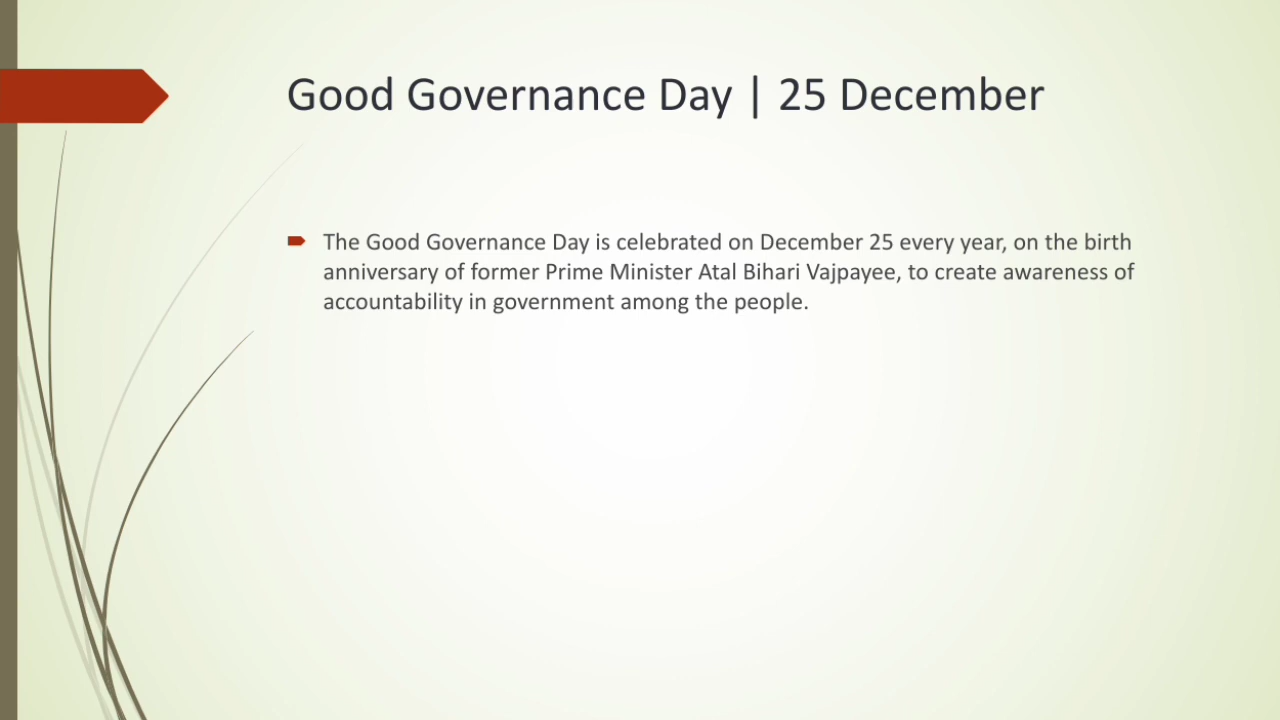 Good Governance Day | 25 December
The Good Governance Day is celebrated on December 25 every year, on the birth
anniversary of former Prime Minister Atal Bihari Vajpayee, to create awareness of
accountability in government among the people.